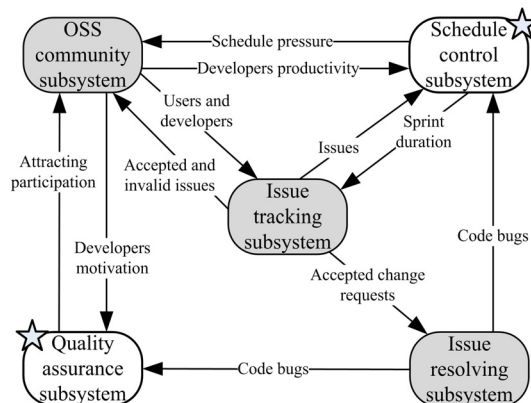 OSS
community
subsystem
Schedule pressure
Developers productivity
Schedule
control
subsystem
Users and
developers
Issues
Sprint
duration
Attracting
participation
Accepted and
invalid issues
Issue
tracking
subsystem
Developers
motivation
Accepted change
requests
Code bugs
Quality
assurance
subsystem
Code bugs
Issue
resolving
subsystem